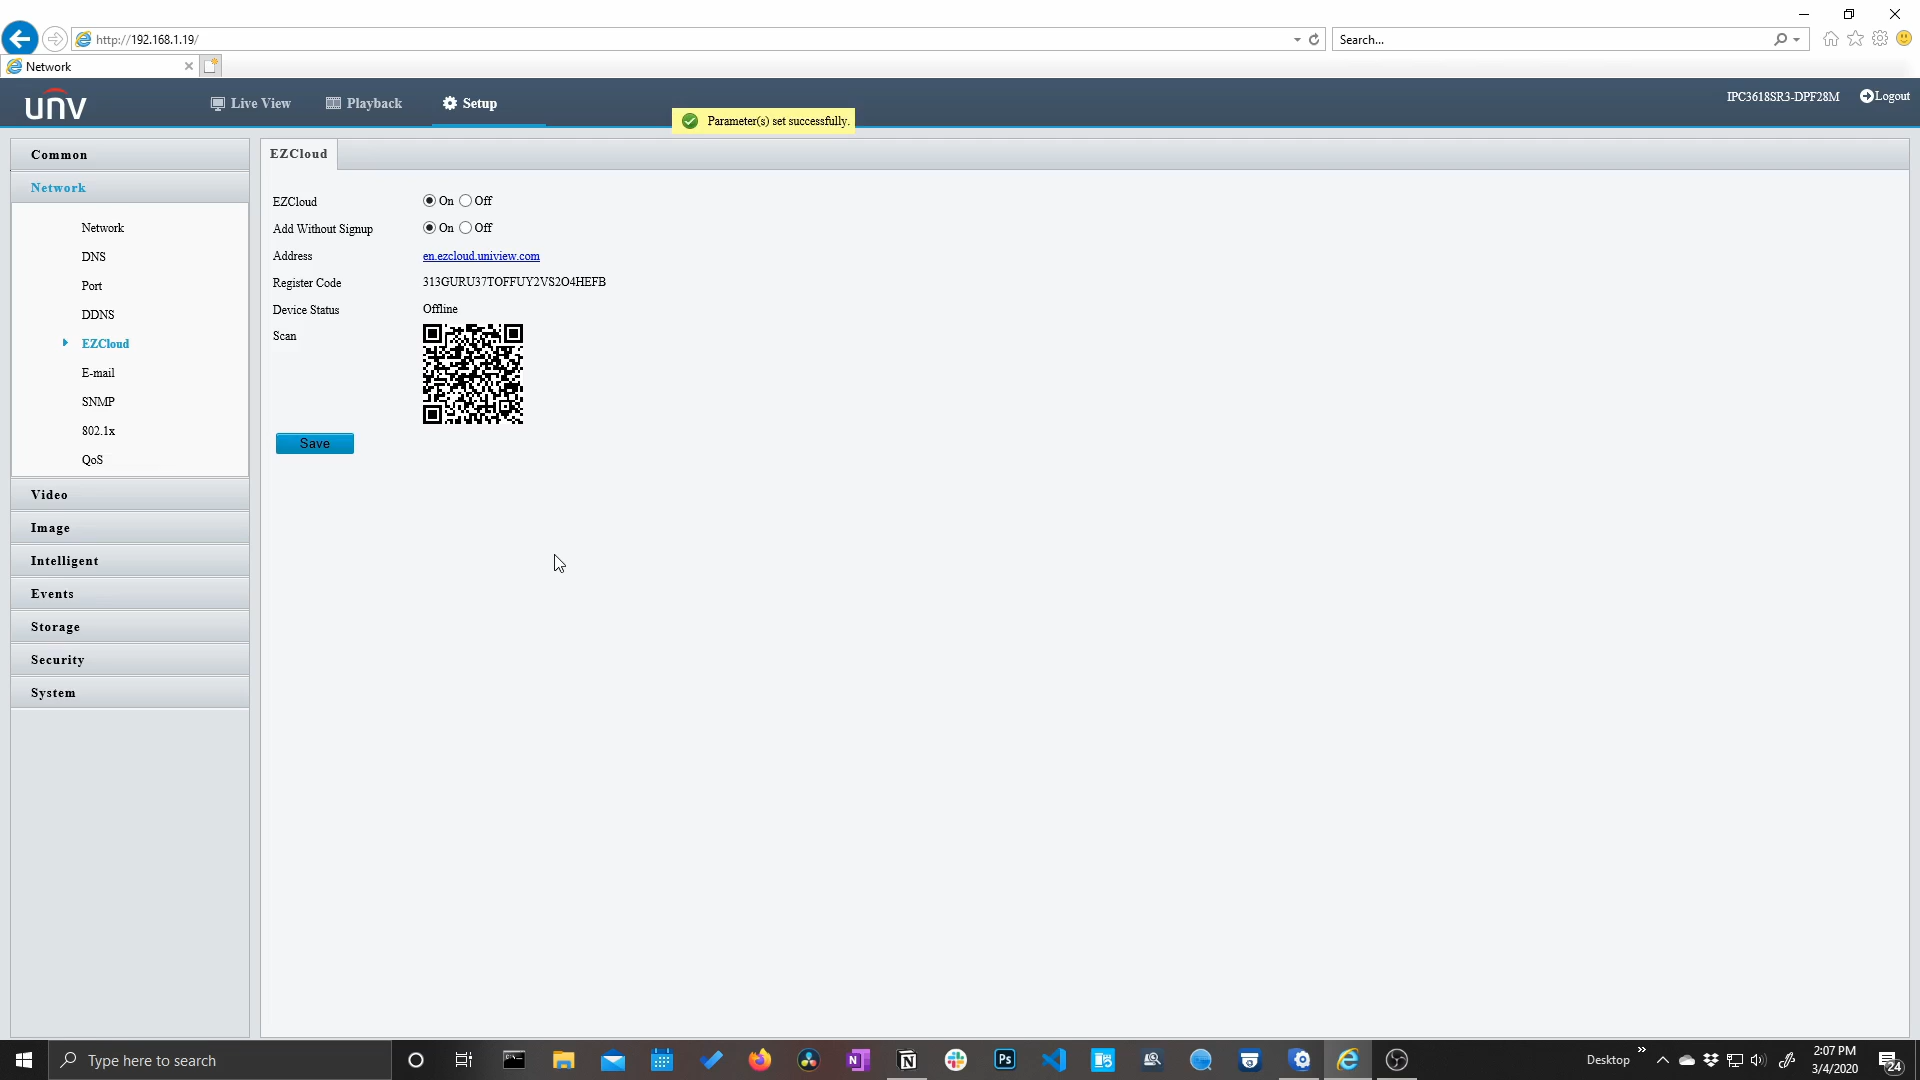 http://192.168.1.19/
Search...
Network
unv
Live View
Playback
Setup
Parameter(s) set successfully.
IPC3618SR3-DPF28M
Logout
Common
Network
Network
DNS
Port
DDNS
EZCloud
E-mail
SNMP
802.1x
QoS
Video
Image
Intelligent
Events
Storage
Security
System
EZCloud
EZCloud On Off
Add Without Signup On Off
Address en.ezcloud.uniview.com
Register Code 313GURU37TOFFUY2VS2O4HEFB
Device Status Offline
Scan
Save
Type here to search
Desktop
2:07 PM
3/4/2020
24